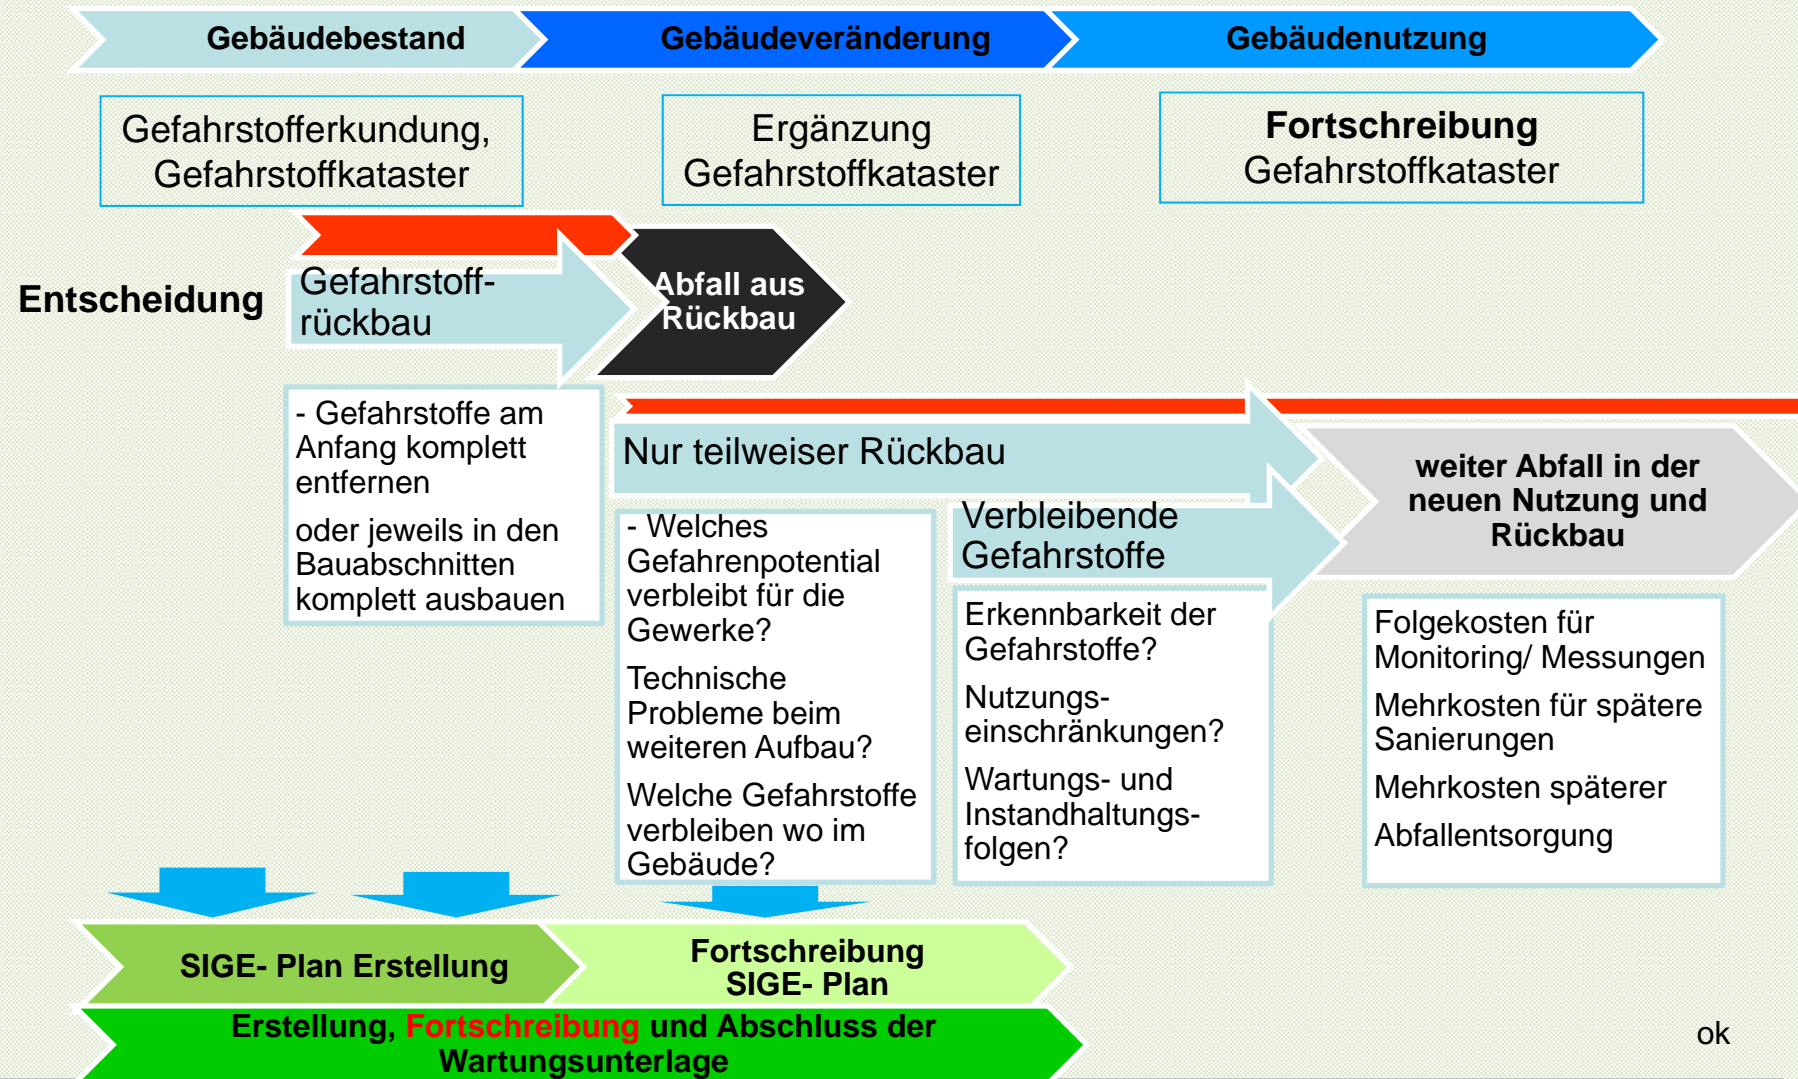 Gebäudebestand
Gebäudeveränderung
Gebäudenutzung
Gefahrstofferkundung,
Gefahrstoffkataster
Ergänzung
Gefahrstoffkataster
Fortschreibung
Gefahrstoffkataster
Entscheidung
Gefahrstoff-
rückbau
Abfall aus
Rückbau
- Gefahrstoffe am
Anfang komplett
entfernen
oder jeweils in den
Bauabschnitten
komplett ausbauen
Nur teilweiser Rückbau
- Welches
Gefahrenpotential
verbleibt für die
Gewerke?
Technische
Probleme beim
weiteren Aufbau?
Welche Gefahrstoffe
verbleiben wo im
Gebäude?
Verbleibende
Gefahrstoffe
Erkennbarkeit der
Gefahrstoffe?
Nutzungs-
einschränkungen?
Wartungs- und
Instandhaltungs-
folgen?
weiter Abfall in der
neuen Nutzung und
Rückbau
Folgekosten für
Monitoring/ Messungen
Mehrkosten für spätere
Sanierungen
Mehrkosten späterer
Abfallentsorgung
SIGE- Plan Erstellung
Fortschreibung
SIGE- Plan
Erstellung, Fortschreibung und Abschluss der
Wartungsunterlage
ok